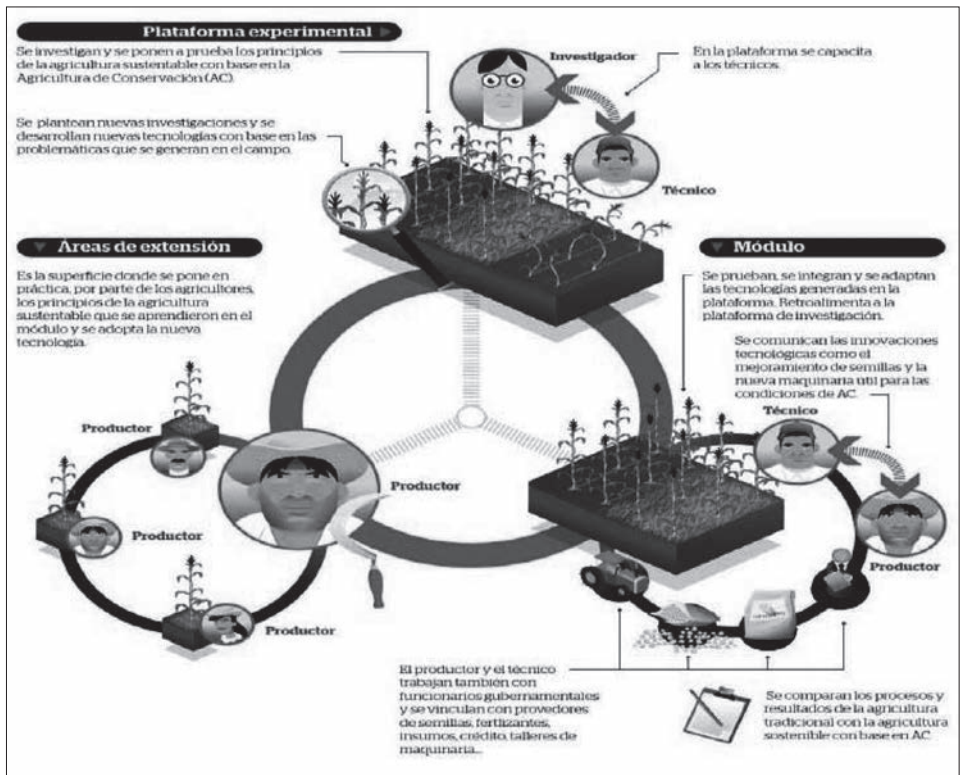 Plataforma experimental
Se investigan y se ponen a prueba los principios
de la agricultura sustentable con base en la
Agricultura de Conservación (AC).
Se plantean nuevas investigaciones y se
desarrollan nuevas tecnologías con base en las
problemáticas que se generan en el campo.
Investigador
En la plataforma se capacita
a los técnicos.
Técnico
Áreas de extensión
Es la superficie donde se pone en
práctica, por parte de los agricultores,
los principios de la agricultura
sustentable que se aprendieron en el
módulo y se adopta la nueva
tecnología.
Módulo
Se prueban, se integran y se adaptan
las tecnologías generadas en la
plataforma. Retroalimenta a la
plataforma de investigación.
Se comunican las innovaciones
tecnológicas como el
mejoramiento de semillas y la
nueva maquinaria útil para las
condiciones de AC.
Técnico
Productor
Productor
Productor
Productor
Productor
El productor y el técnico
trabajan también con
funcionarios gubernamentales
y se vinculan con provedores
de semillas, fertlizantes,
insumos, crédito, talleres de
maquinaria...
Se comparan los procesos y
resultados de la agricultura
tradicional con la agricultura
sostenible con base en AC.